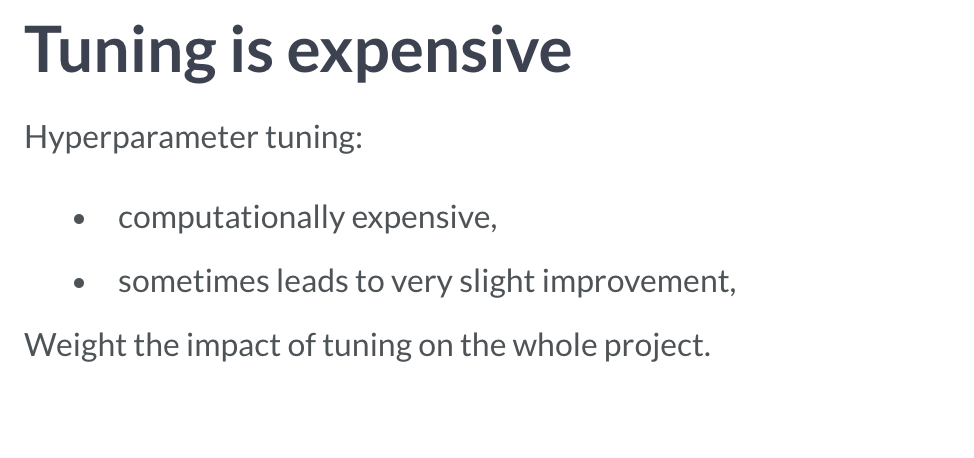 Tuning is expensive
Hyperparameter tuning:
• computationally expensive,
• sometimes leads to very slight improvement,
Weight the impact of tuning on the whole project.